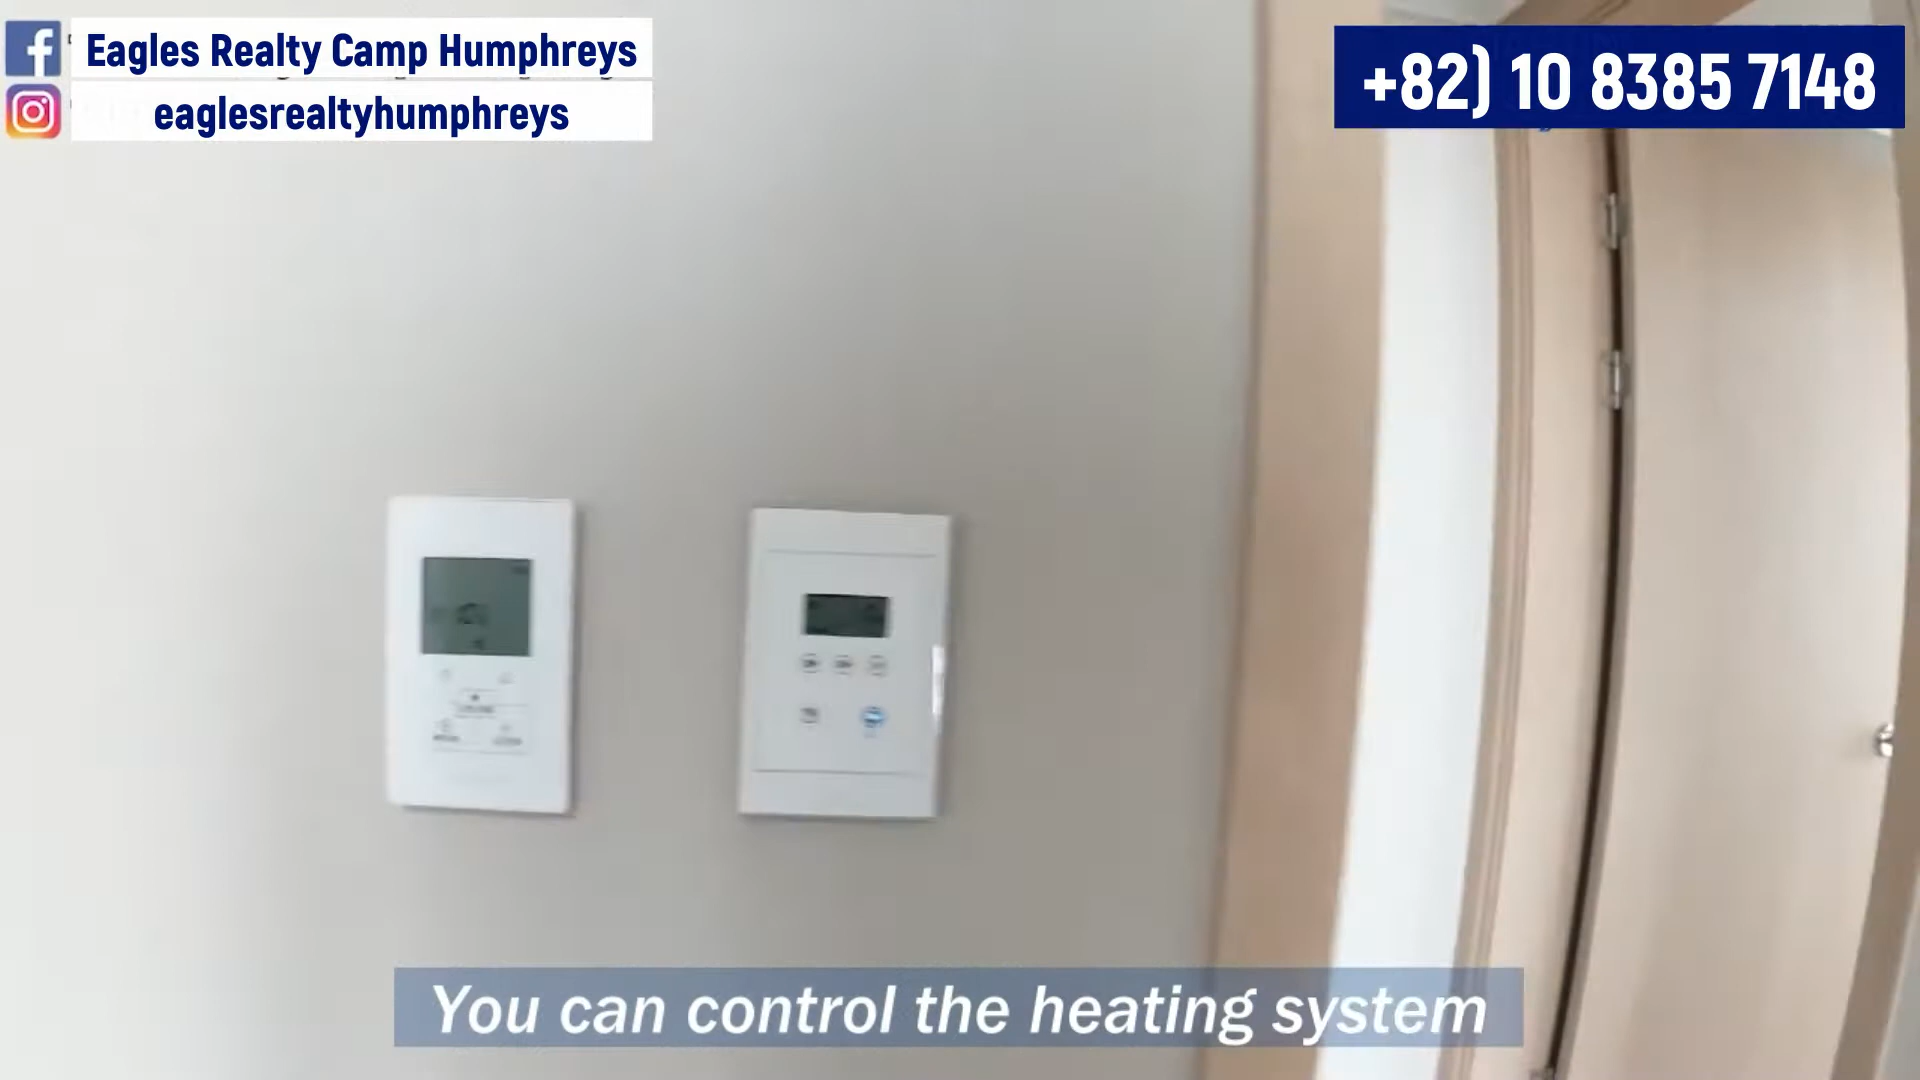 Eagles Realty Camp Humphreys
eaglesrealtyhumphreys
+82) 10 8385 7148
You can control the heating system